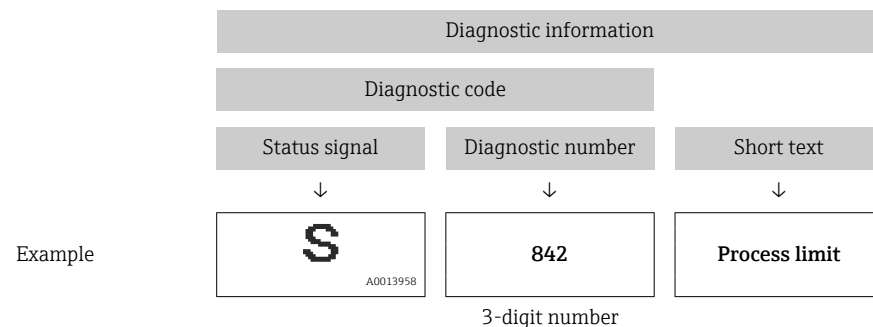 Diagnostic information
Diagnostic code
Status signal Diagnostic number Short text
↓ ↓ ↓
Example S 842 Process limit
A0013958
3-digit number